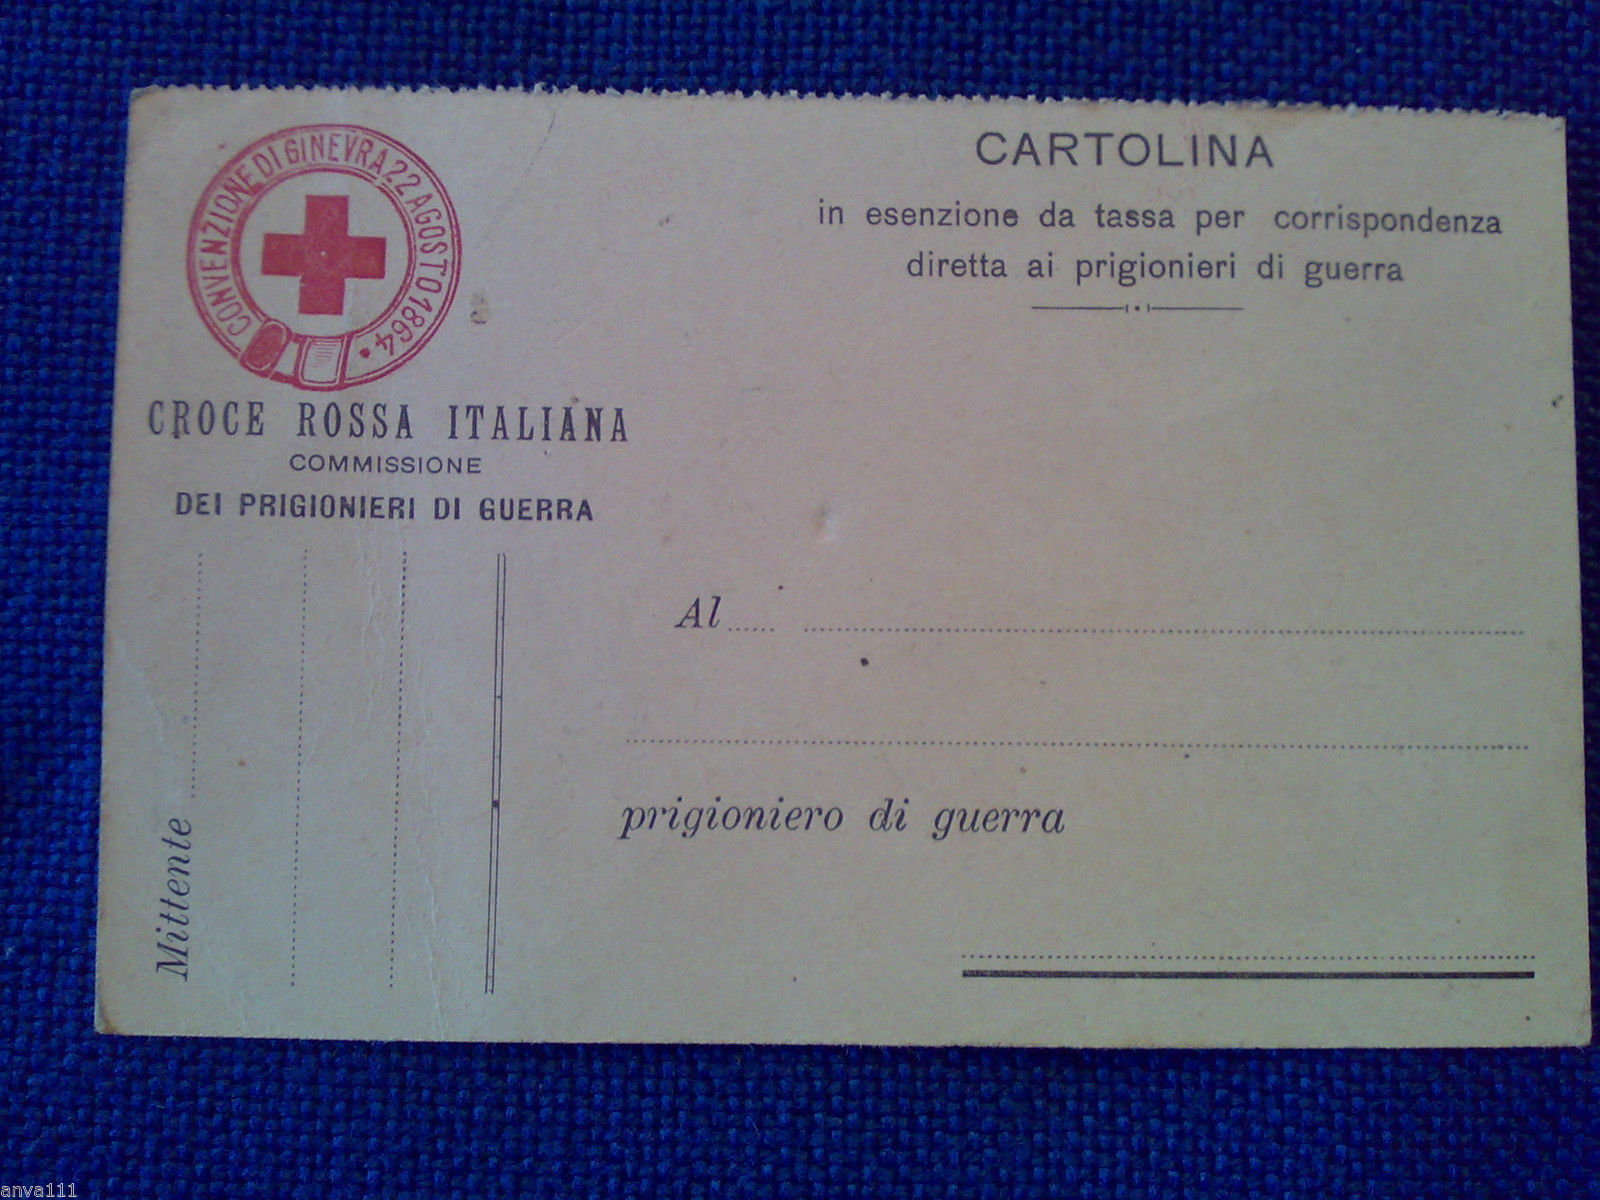 CONVENZIONE DI GINEVRA 22 AGOSTO 1864.
CROCE ROSSA ITALIANA
COMMISSIONE
DEI PRIGIONIERI DI GUERRA
Mittente
CARTOLINA
in esenzione da tassa per corrispondenza
diretta ai prigionieri di guerra
Al
prigioniero di guerra
anva111